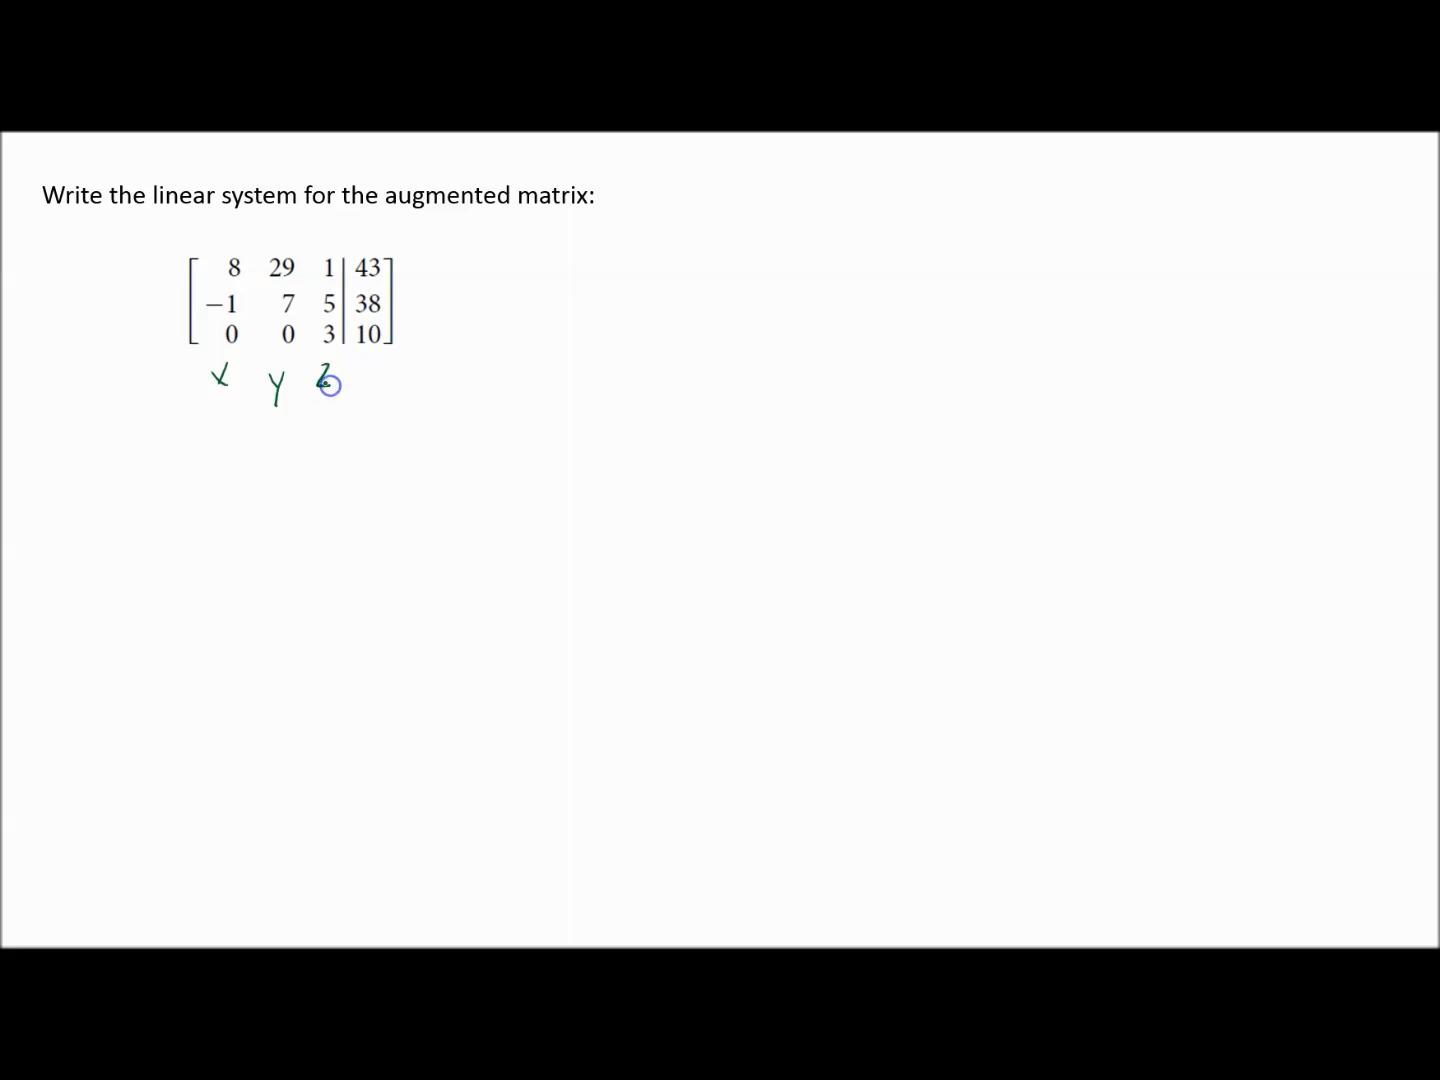 Write the linear system for the augmented matrix:
8 29 1 43
−1 7 5 38
0 0 3 10
x y z